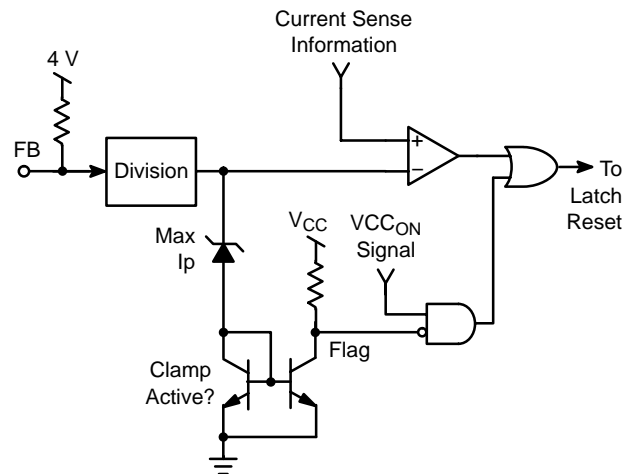 Current Sense
Information
4 V
FB
Division
+
−
To
Latch
Reset
Max
Ip
VCC
VCCON
Signal
Flag
Clamp
Active?